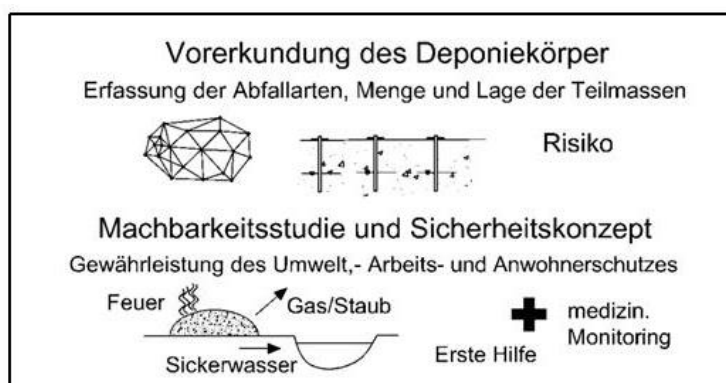 Vorerkundung des Deponiekörper
Erfassung der Abfallarten, Menge und Lage der Teilmassen
Risiko
Machbarkeitsstudie und Sicherheitskonzept
Gewährleistung des Umwelt,- Arbeits- und Anwohnerschutzes
Feuer
Gas/Staub
Sickerwasser
Erste Hilfe
medizin.
Monitoring